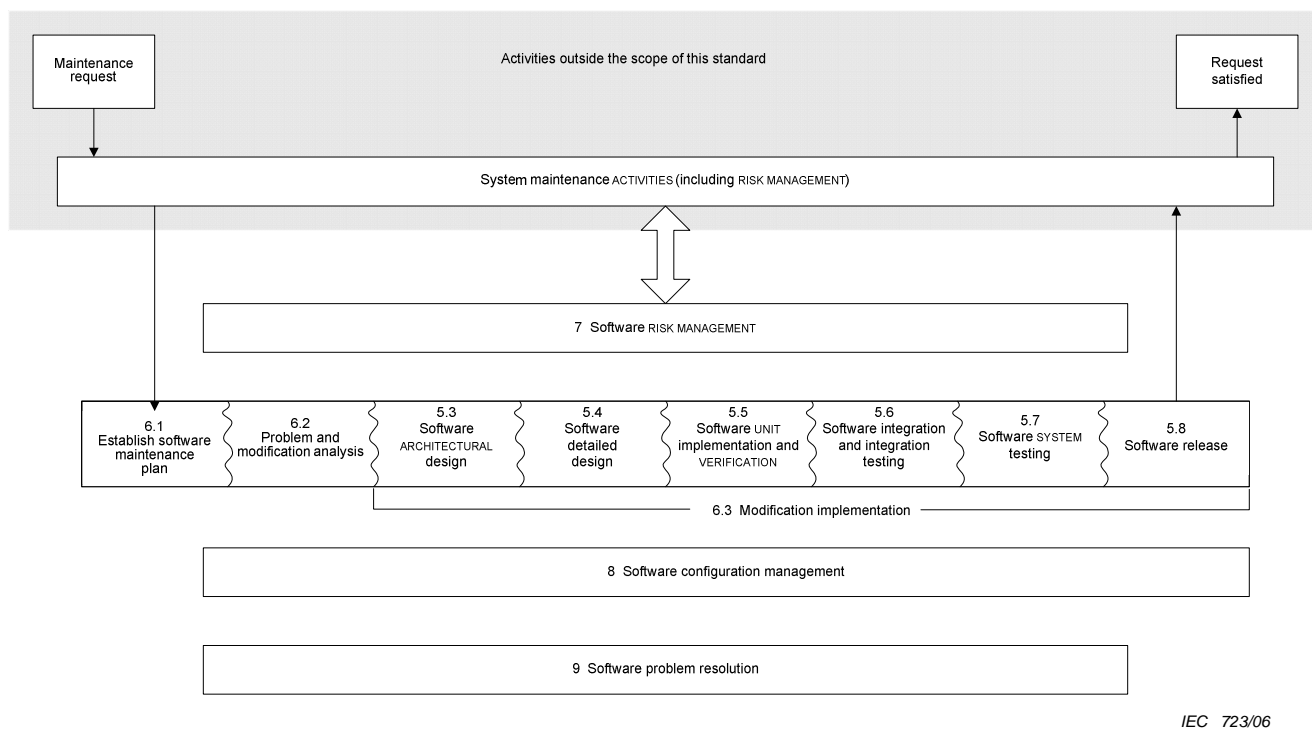 Maintenance
request
Activities outside the scope of this standard
Request
satisfied
System maintenance ACTIVITIES (including RISK MANAGEMENT)
7 Software RISK MANAGEMENT
6.1
Establish software
maintenance
plan
6.2
Problem and
modification analysis
5.3
Software
ARCHITECTURAL
design
5.4
Software
detailed
design
5.5
Software UNIT
implementation and
VERIFICATION
5.6
Software integration
and integration
testing
5.7
Software SYSTEM
testing
5.8
Software release
6.3 Modification implementation
8 Software configuration management
9 Software problem resolution
IEC 723/06